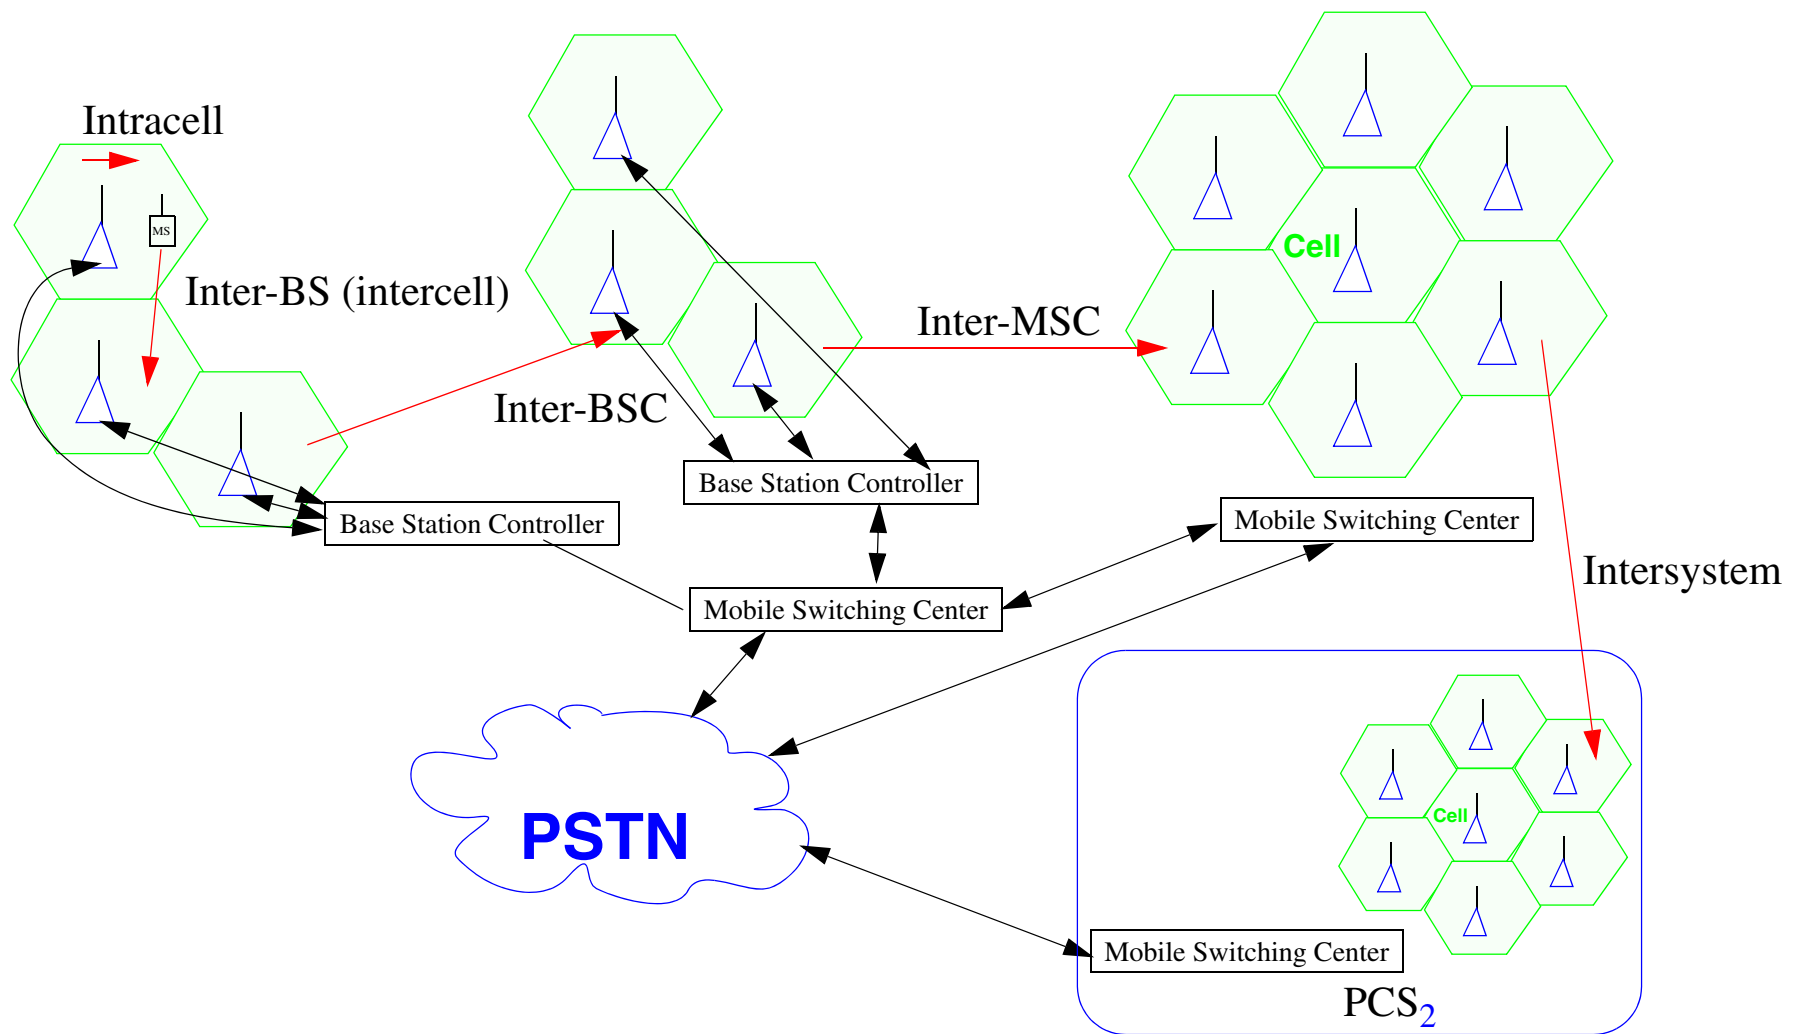 Intracell
MS
Inter-BS (intercell)
Cell
Inter-MSC
Inter-BSC
Base Station Controller
Base Station Controller
Mobile Switching Center
Intersystem
Mobile Switching Center
PSTN
Cell
Mobile Switching Center
PCS2